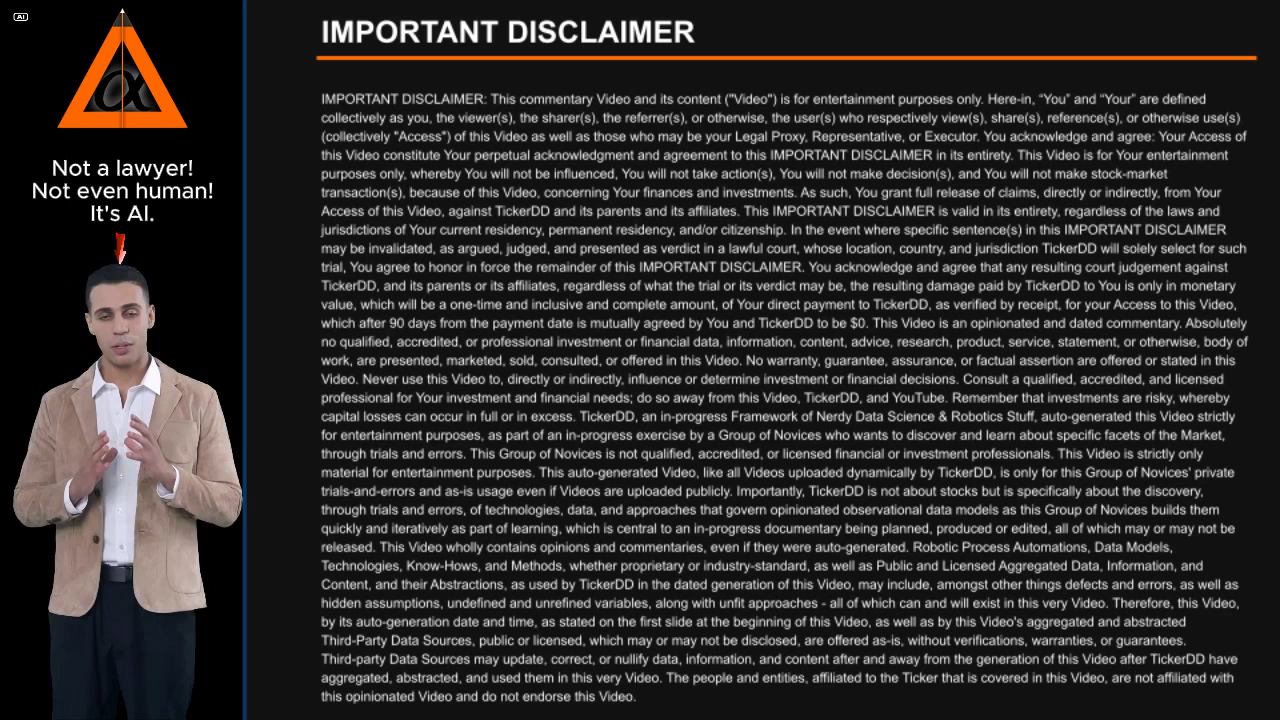 AI
α
Not a lawyer!
Not even human!
It's AI.
IMPORTANT DISCLAIMER
IMPORTANT DISCLAIMER: This commentary Video and its content ("Video") is for entertainment purposes only. Here-in, “You” and “Your” are defined
collectively as you, the viewer(s), the sharer(s), the referrer(s), or otherwise, the user(s) who respectively view(s), share(s), reference(s), or otherwise use(s)
(collectively "Access") of this Video as well as those who may be your Legal Proxy, Representative, or Executor. You acknowledge and agree: Your Access of
this Video constitute Your perpetual acknowledgment and agreement to this IMPORTANT DISCLAIMER in its entirety. This Video is for Your entertainment
purposes only, whereby You will not be influenced, You will not take action(s), You will not make decision(s), and You will not make stock-market
transaction(s), because of this Video, concerning Your finances and investments. As such, You grant full release of claims, directly or indirectly, from Your
Access of this Video, against TickerDD and its parents and its affiliates. This IMPORTANT DISCLAIMER is valid in its entirety, regardless of the laws and
jurisdictions of Your current residency, permanent residency, and/or citizenship. In the event where specific sentence(s) in this IMPORTANT DISCLAIMER
may be invalidated, as argued, judged, and presented as verdict in a lawful court, whose location, country, and jurisdiction TickerDD will solely select for such
trial, You agree to honor in force the remainder of this IMPORTANT DISCLAIMER. You acknowledge and agree that any resulting court judgement against
TickerDD, and its parents or its affiliates, regardless of what the trial or its verdict may be, the resulting damage paid by TickerDD to You is only in monetary
value, which will be a one-time and inclusive and complete amount, of Your direct payment to TickerDD, as verified by receipt, for your Access to this Video,
which after 90 days from the payment date is mutually agreed by You and TickerDD to be $0. This Video is an opinionated and dated commentary. Absolutely
no qualified, accredited, or professional investment or financial data, information, content, advice, research, product, service, statement, or otherwise, body of
work, are presented, marketed, sold, consulted, or offered in this Video. No warranty, guarantee, assurance, or factual assertion are offered or stated in this
Video. Never use this Video to, directly or indirectly, influence or determine investment or financial decisions. Consult a qualified, accredited, and licensed
professional for Your investment and financial needs; do so away from this Video, TickerDD, and YouTube. Remember that investments are risky, whereby
capital losses can occur in full or in excess. TickerDD, an in-progress Framework of Nerdy Data Science & Robotics Stuff, auto-generated this Video strictly
for entertainment purposes, as part of an in-progress exercise by a Group of Novices who wants to discover and learn about specific facets of the Market,
through trials and errors. This Group of Novices is not qualified, accredited, or licensed financial or investment professionals. This Video is strictly only
material for entertainment purposes. This auto-generated Video, like all Videos uploaded dynamically by TickerDD, is only for this Group of Novices' private
trials-and-errors and as-is usage even if Videos are uploaded publicly. Importantly, TickerDD is not about stocks but is specifically about the discovery,
through trials and errors, of technologies, data, and approaches that govern opinionated observational data models as this Group of Novices builds them
quickly and iteratively as part of learning, which is central to an in-progress documentary being planned, produced or edited, all of which may or may not be
released. This Video wholly contains opinions and commentaries, even if they were auto-generated. Robotic Process Automations, Data Models,
Technologies, Know-Hows, and Methods, whether proprietary or industry-standard, as well as Public and Licensed Aggregated Data, Information, and
Content, and their Abstractions, as used by TickerDD in the dated generation of this Video, may include, amongst other things defects and errors, as well as
hidden assumptions, undefined and unrefined variables, along with unfit approaches - all of which can and will exist in this very Video. Therefore, this Video,
by its auto-generation date and time, as stated on the first slide at the beginning of this Video, as well as by this Video's aggregated and abstracted
Third-Party Data Sources, public or licensed, which may or may not be disclosed, are offered as-is, without verifications, warranties, or guarantees.
Third-party Data Sources may update, correct, or nullify data, information, and content after and away from the generation of this Video after TickerDD have
aggregated, abstracted, and used them in this very Video. The people and entities, affiliated to the Ticker that is covered in this Video, are not affiliated with
this opinionated Video and do not endorse this Video.